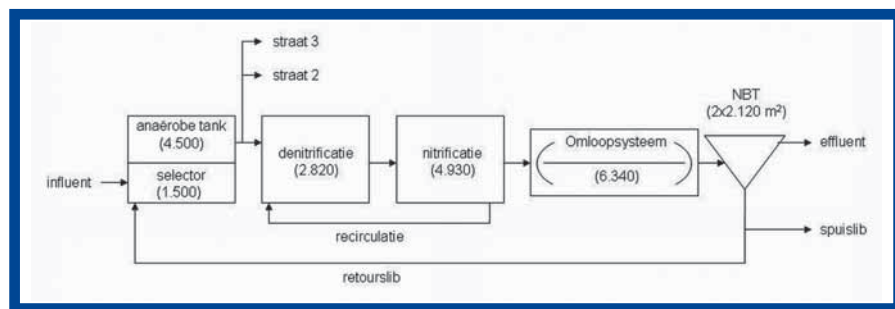 straat 3
straat 2
NBT
(2x2.120 m²)
anaërobe tank
(4.500)
denitrificatie
(2.820)
nitrificatie
(4.930)
Omloopsysteem
(6.340)
effluent
influent
selector
(1.500)
recirculatie
spuislib
retourslib